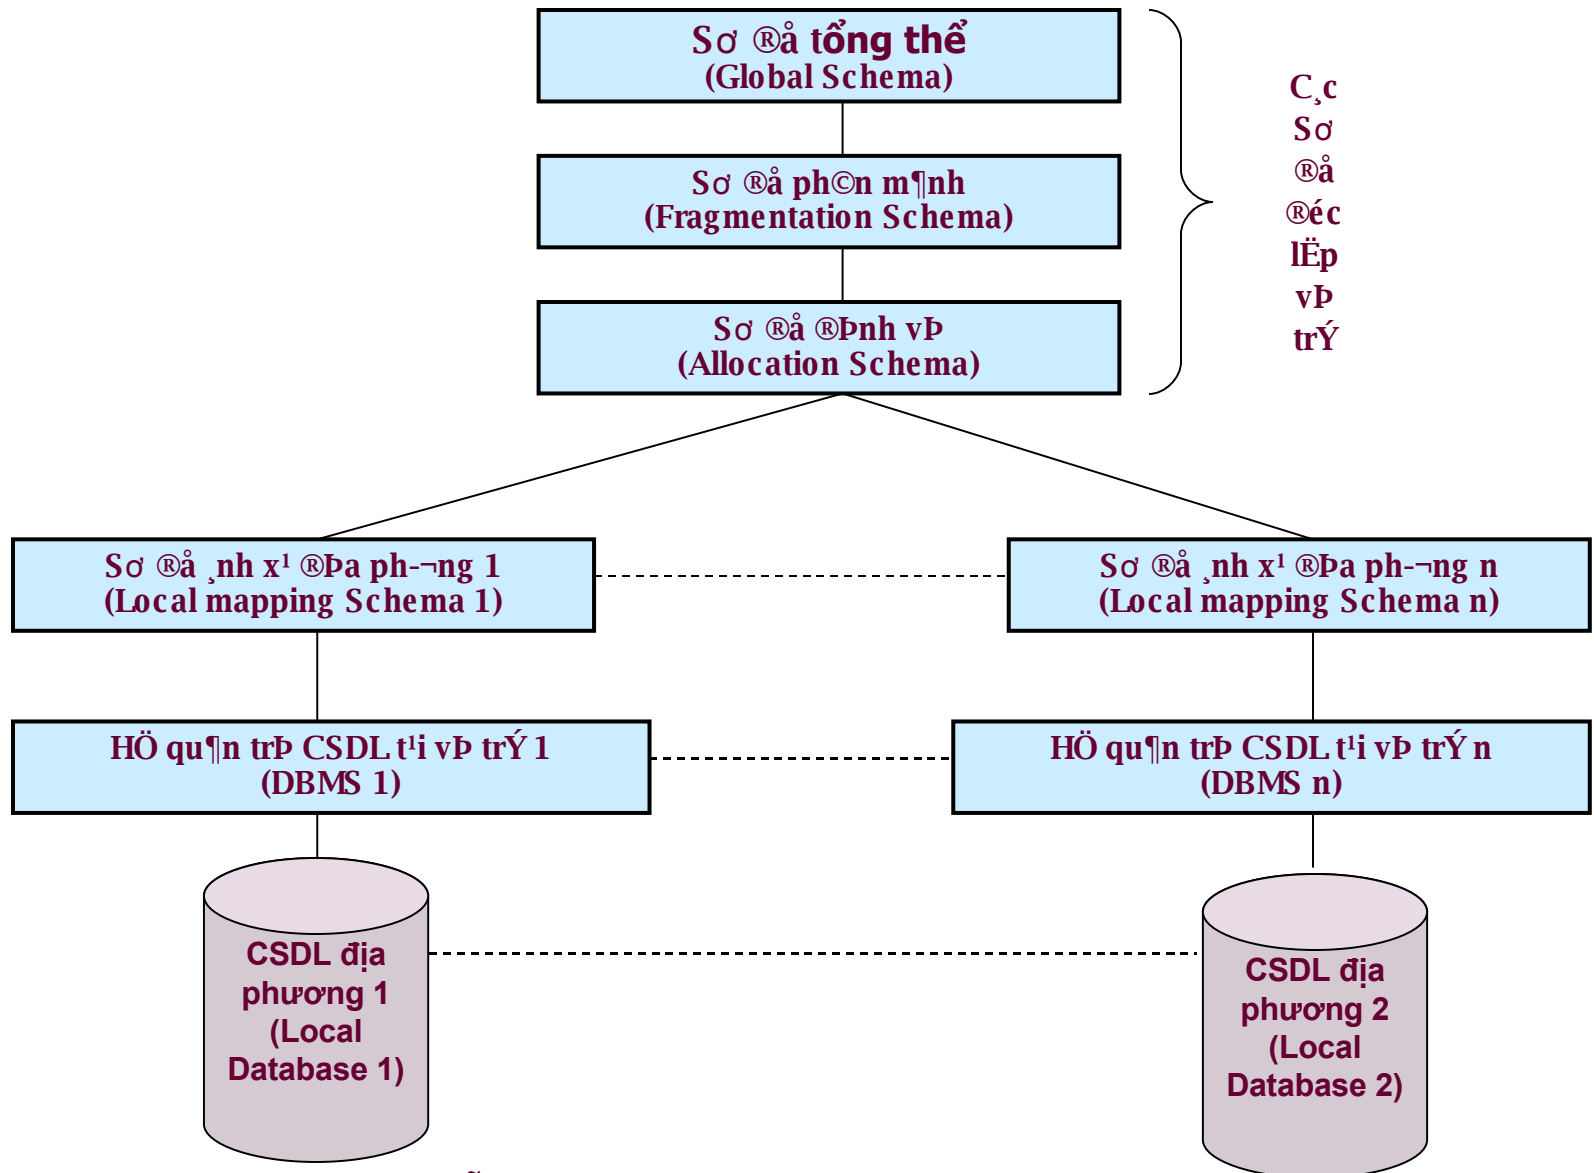 Sơ ®å tổng thể
(Global Schema)
Sơ ®å ph©n m¶nh
(Fragmentation Schema)
Sơ ®å ®Þnh vÞ
(Allocation Schema)
C¸c
Sơ
®å
®éc
lËp
vÞ
trÝ
Sơ ®å ¸nh x¹ ®Þa ph-¬ng 1
(Local mapping Schema 1)
Sơ ®å ¸nh x¹ ®Þa ph-¬ng n
(Local mapping Schema n)
HÖ qu¶n trÞ CSDL t¹i vÞ trÝ 1
(DBMS 1)
HÖ qu¶n trÞ CSDL t¹i vÞ trÝ n
(DBMS n)
CSDL địa
phương 1
(Local
Database 1)
CSDL địa
phương 2
(Local
Database 2)